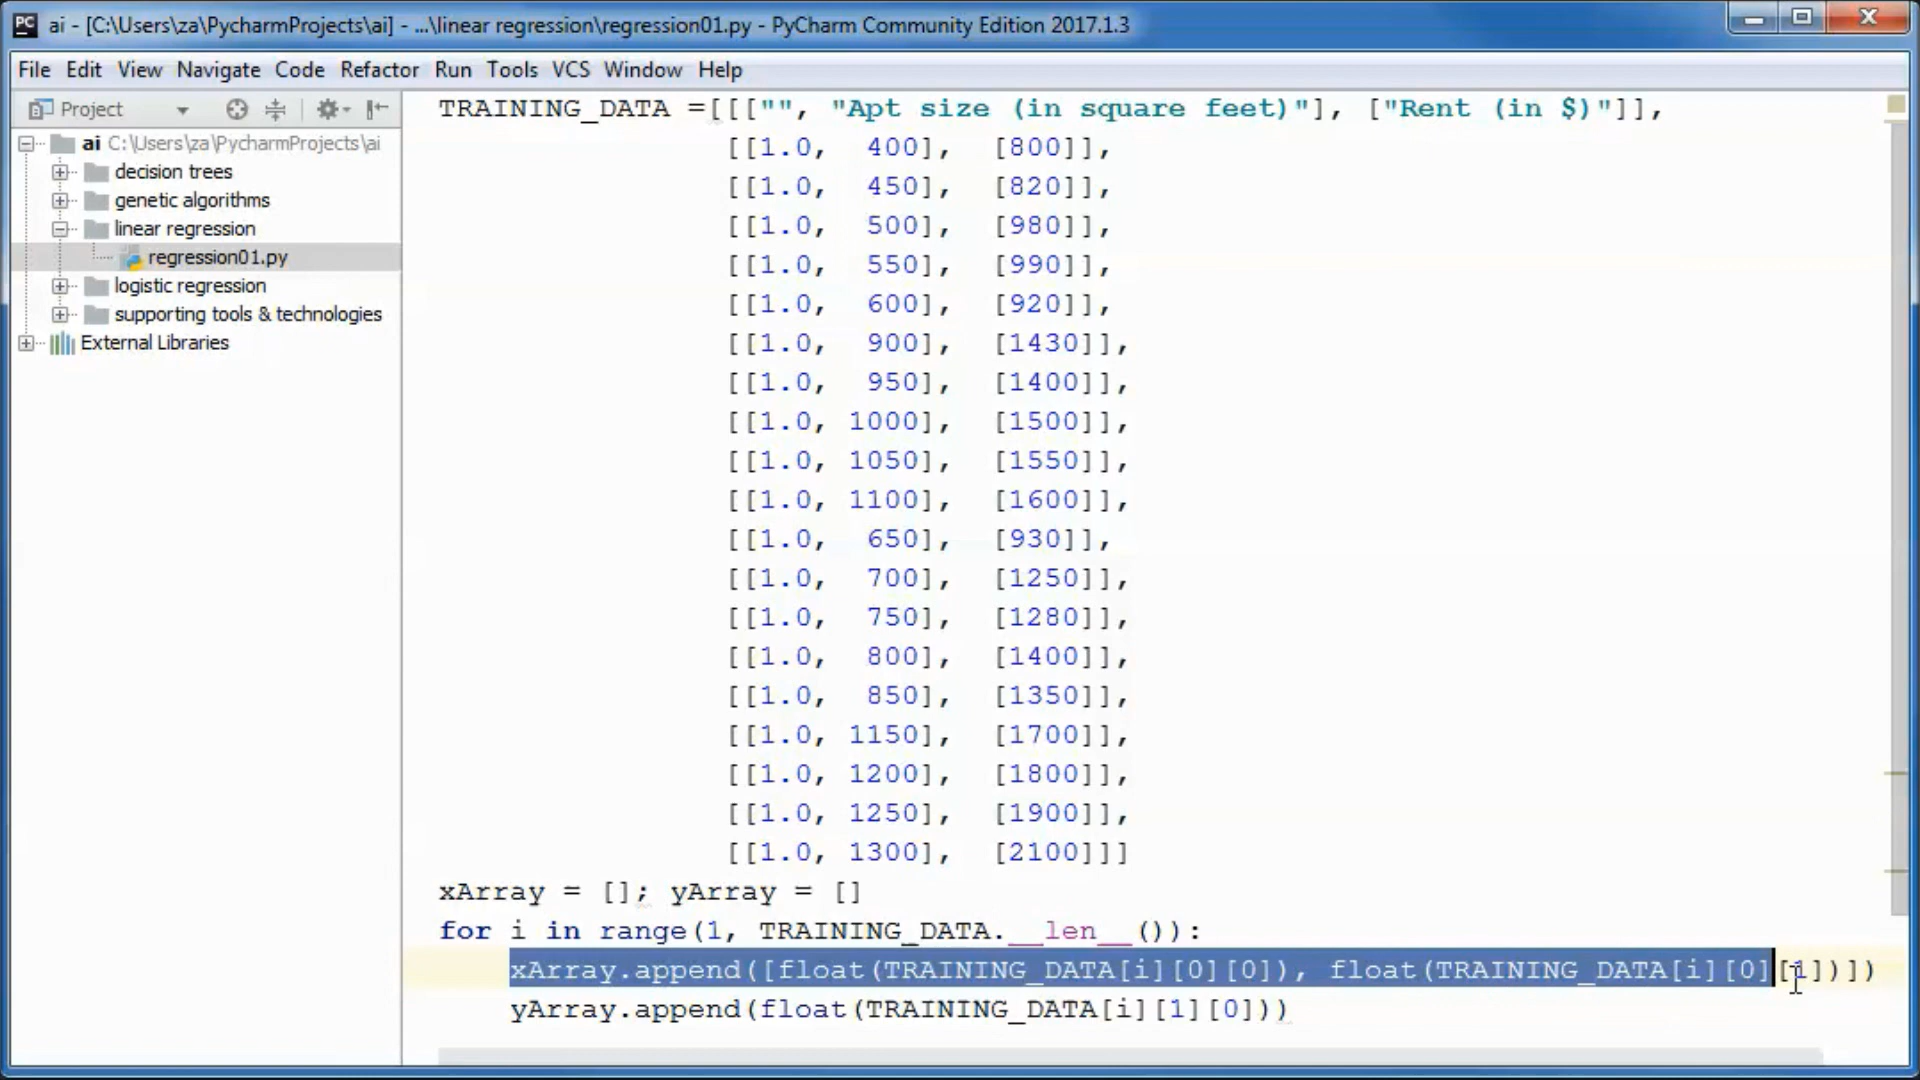 PC ai - [C:\Users\za\PycharmProjects\ai] - ...\linear regression\regression01.py - PyCharm Community Edition 2017.1.3
File Edit View Navigate Code Refactor Run Tools VCS Window Help
Project
ai C:\Users\za\PycharmProjects\ai
decision trees
genetic algorithms
linear regression
regression01.py
logistic regression
supporting tools & technologies
External Libraries
TRAINING_DATA =[[["", "Apt size (in square feet)"], ["Rent (in $)"]],
[[1.0, 400], [800]],
[[1.0, 450], [820]],
[[1.0, 500], [980]],
[[1.0, 550], [990]],
[[1.0, 600], [920]],
[[1.0, 900], [1430]],
[[1.0, 950], [1400]],
[[1.0, 1000], [1500]],
[[1.0, 1050], [1550]],
[[1.0, 1100], [1600]],
[[1.0, 650], [930]],
[[1.0, 700], [1250]],
[[1.0, 750], [1280]],
[[1.0, 800], [1400]],
[[1.0, 850], [1350]],
[[1.0, 1150], [1700]],
[[1.0, 1200], [1800]],
[[1.0, 1250], [1900]],
[[1.0, 1300], [2100]]]
xArray = []; yArray = []
for i in range(1, TRAINING_DATA.__len__()):
xArray.append([float(TRAINING_DATA[i][0][0]), float(TRAINING_DATA[i][0][1])])
yArray.append(float(TRAINING_DATA[i][1][0]))